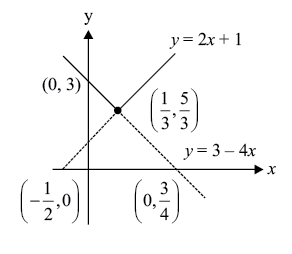 y
y = 2x + 1
(0, 3)
(1/3, 5/3)
y = 3 – 4x
x
(–1/2, 0)
(0, 3/4)